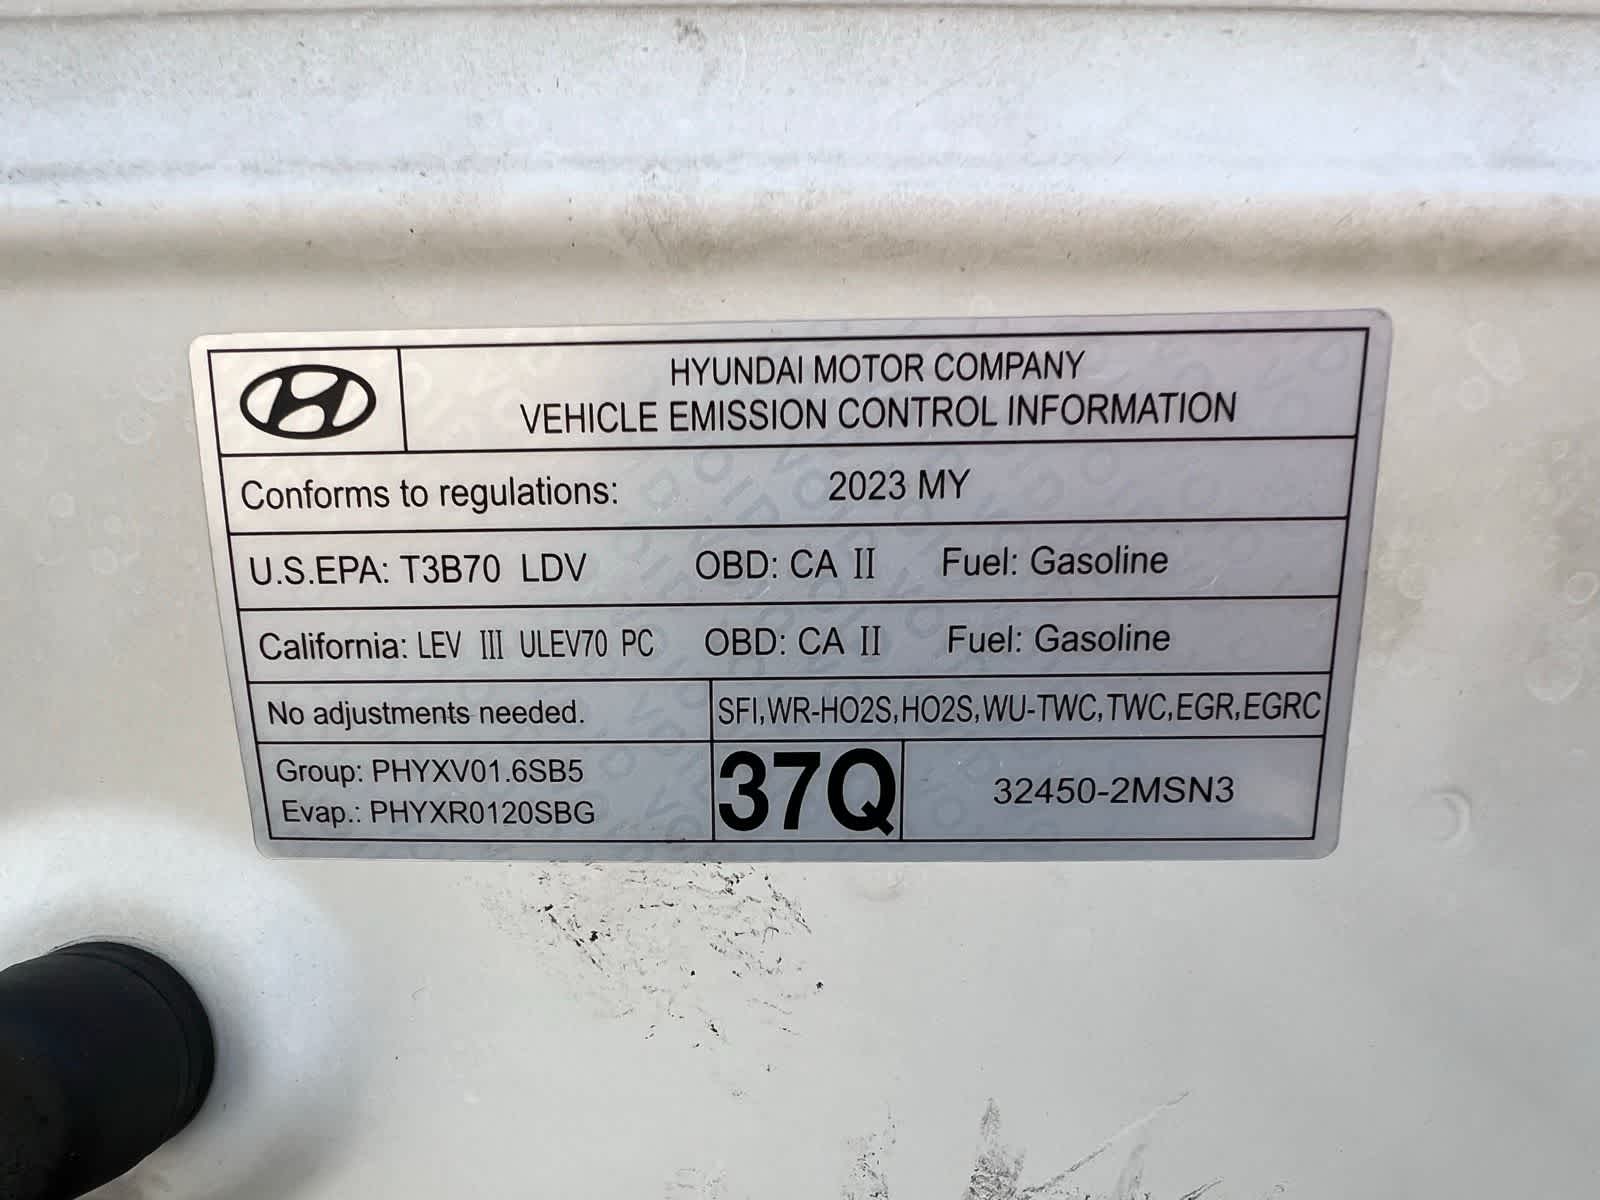 HYUNDAI MOTOR COMPANY
VEHICLE EMISSION CONTROL INFORMATION
Conforms to regulations: 2023 MY
U.S.EPA: T3B70 LDV OBD: CA II Fuel: Gasoline
California: LEV III ULEV70 PC OBD: CA II Fuel: Gasoline
No adjustments needed. SFI,WR-HO2S,HO2S,WU-TWC,TWC,EGR,EGRC
Group: PHYXV01.6SB5
Evap.: PHYXR0120SBG
37Q
32450-2MSN3